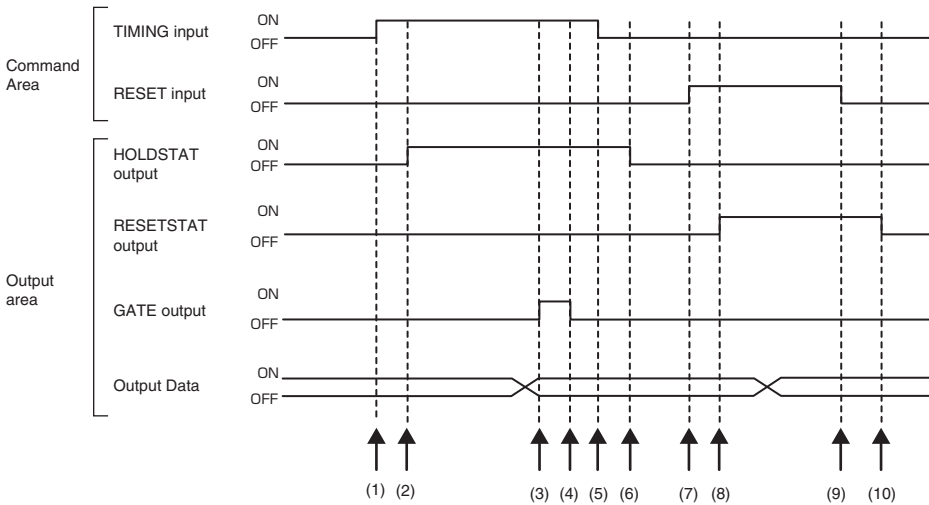 Command
Area
TIMING input
ON
OFF
RESET input
ON
OFF
Output
area
HOLDSTAT
output
ON
OFF
RESETSTAT
output
ON
OFF
GATE output
ON
OFF
Output Data
ON
OFF
(1) (2) (3) (4) (5) (6) (7) (8) (9) (10)